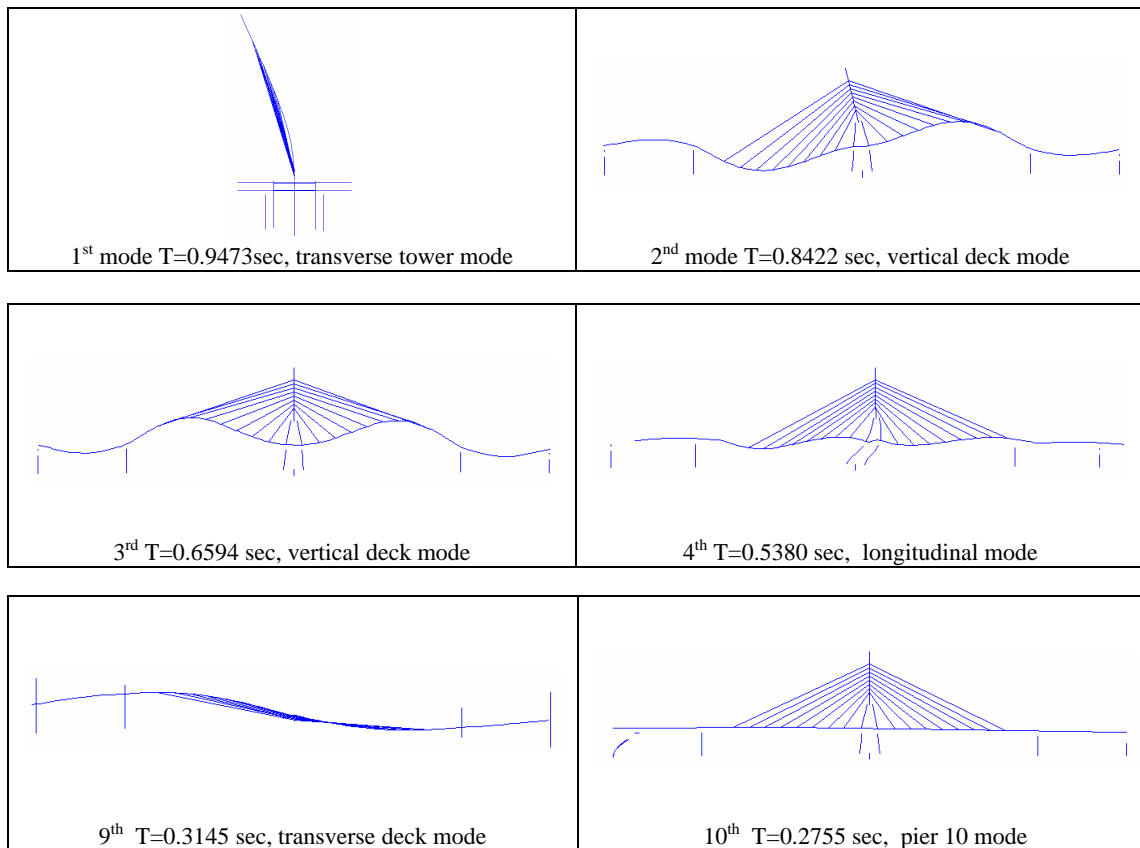 1st mode T=0.9473sec, transverse tower mode
2nd mode T=0.8422 sec, vertical deck mode
3rd T=0.6594 sec, vertical deck mode
4th T=0.5380 sec, longitudinal mode
9th T=0.3145 sec, transverse deck mode
10th T=0.2755 sec, pier 10 mode